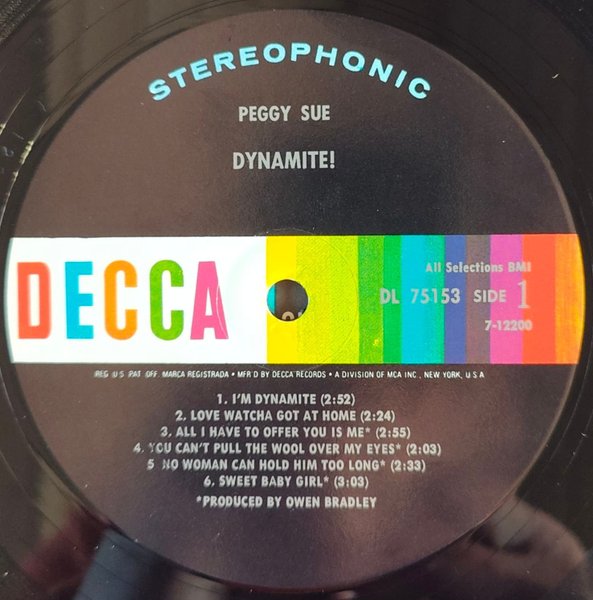 STEREOPHONIC
PEGGY SUE
DYNAMITE!
DECCA
All Selections BMI
DL 75153 SIDE 1
7-12200
REG. U.S. PAT. OFF. MARCA REGISTRADA • MFR'D BY DECCA RECORDS • A DIVISION OF MCA INC., NEW YORK, U.S.A
1. I'M DYNAMITE (2:52)
2. LOVE WATCHA GOT AT HOME (2:24)
3. ALL I HAVE TO OFFER YOU IS ME* (2:55)
4. YOU CAN'T PULL THE WOOL OVER MY EYES* (2:03)
5 NO WOMAN CAN HOLD HIM TOO LONG* (2:33)
6. SWEET BABY GIRL* (3:03)
*PRODUCED BY OWEN BRADLEY